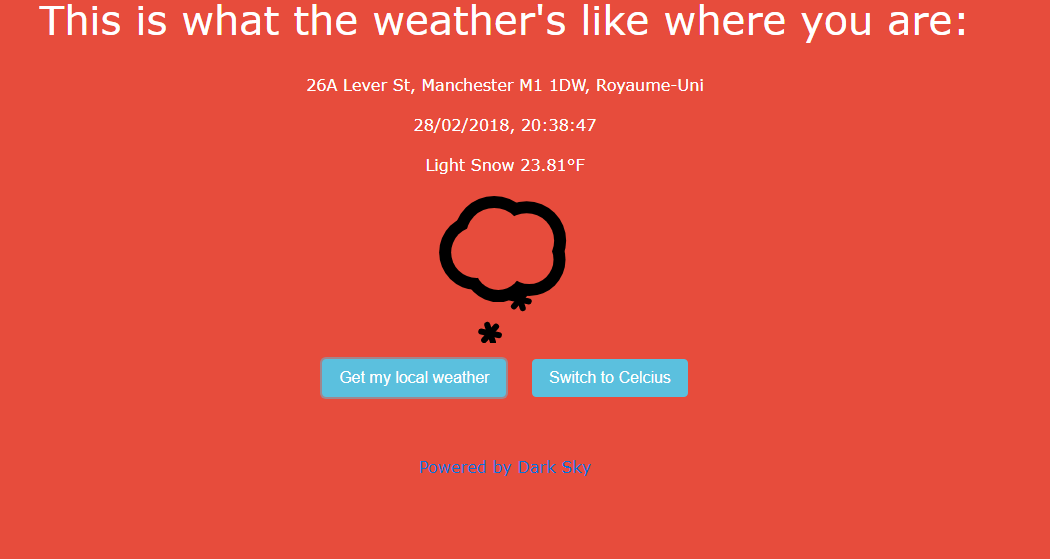 This is what the weather's like where you are:
26A Lever St, Manchester M1 1DW, Royaume-Uni
28/02/2018, 20:38:47
Light Snow 23.81°F
Get my local weather
Switch to Celcius
Powered by Dark Sky